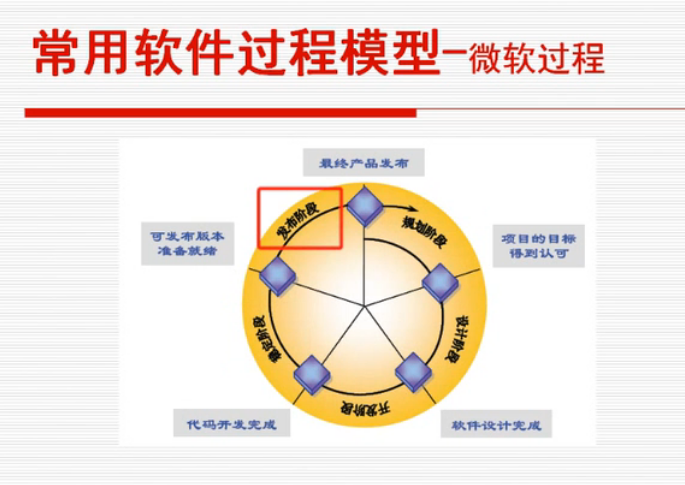 常用软件过程模型-微软过程
最终产品发布
发布阶段
规划阶段
可发布版本
准备就绪
项目的目标
得到认可
稳定阶段
设计阶段
开发阶段
代码开发完成
软件设计完成